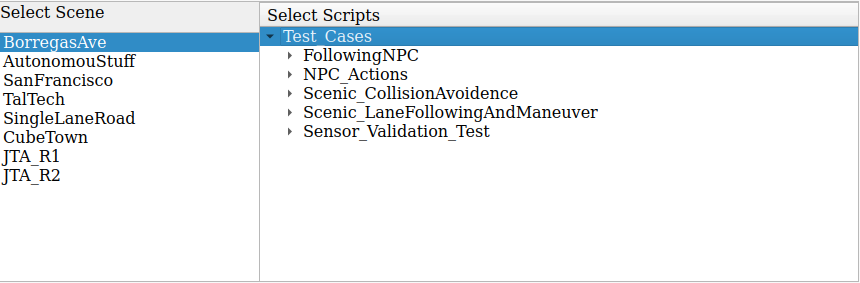 Select Scene
BorregasAve
AutonomouStuff
SanFrancisco
TalTech
SingleLaneRoad
CubeTown
JTA_R1
JTA_R2
Select Scripts
Test_Cases
FollowingNPC
NPC_Actions
Scenic_CollisionAvoidence
Scenic_LaneFollowingAndManeuver
Sensor_Validation_Test